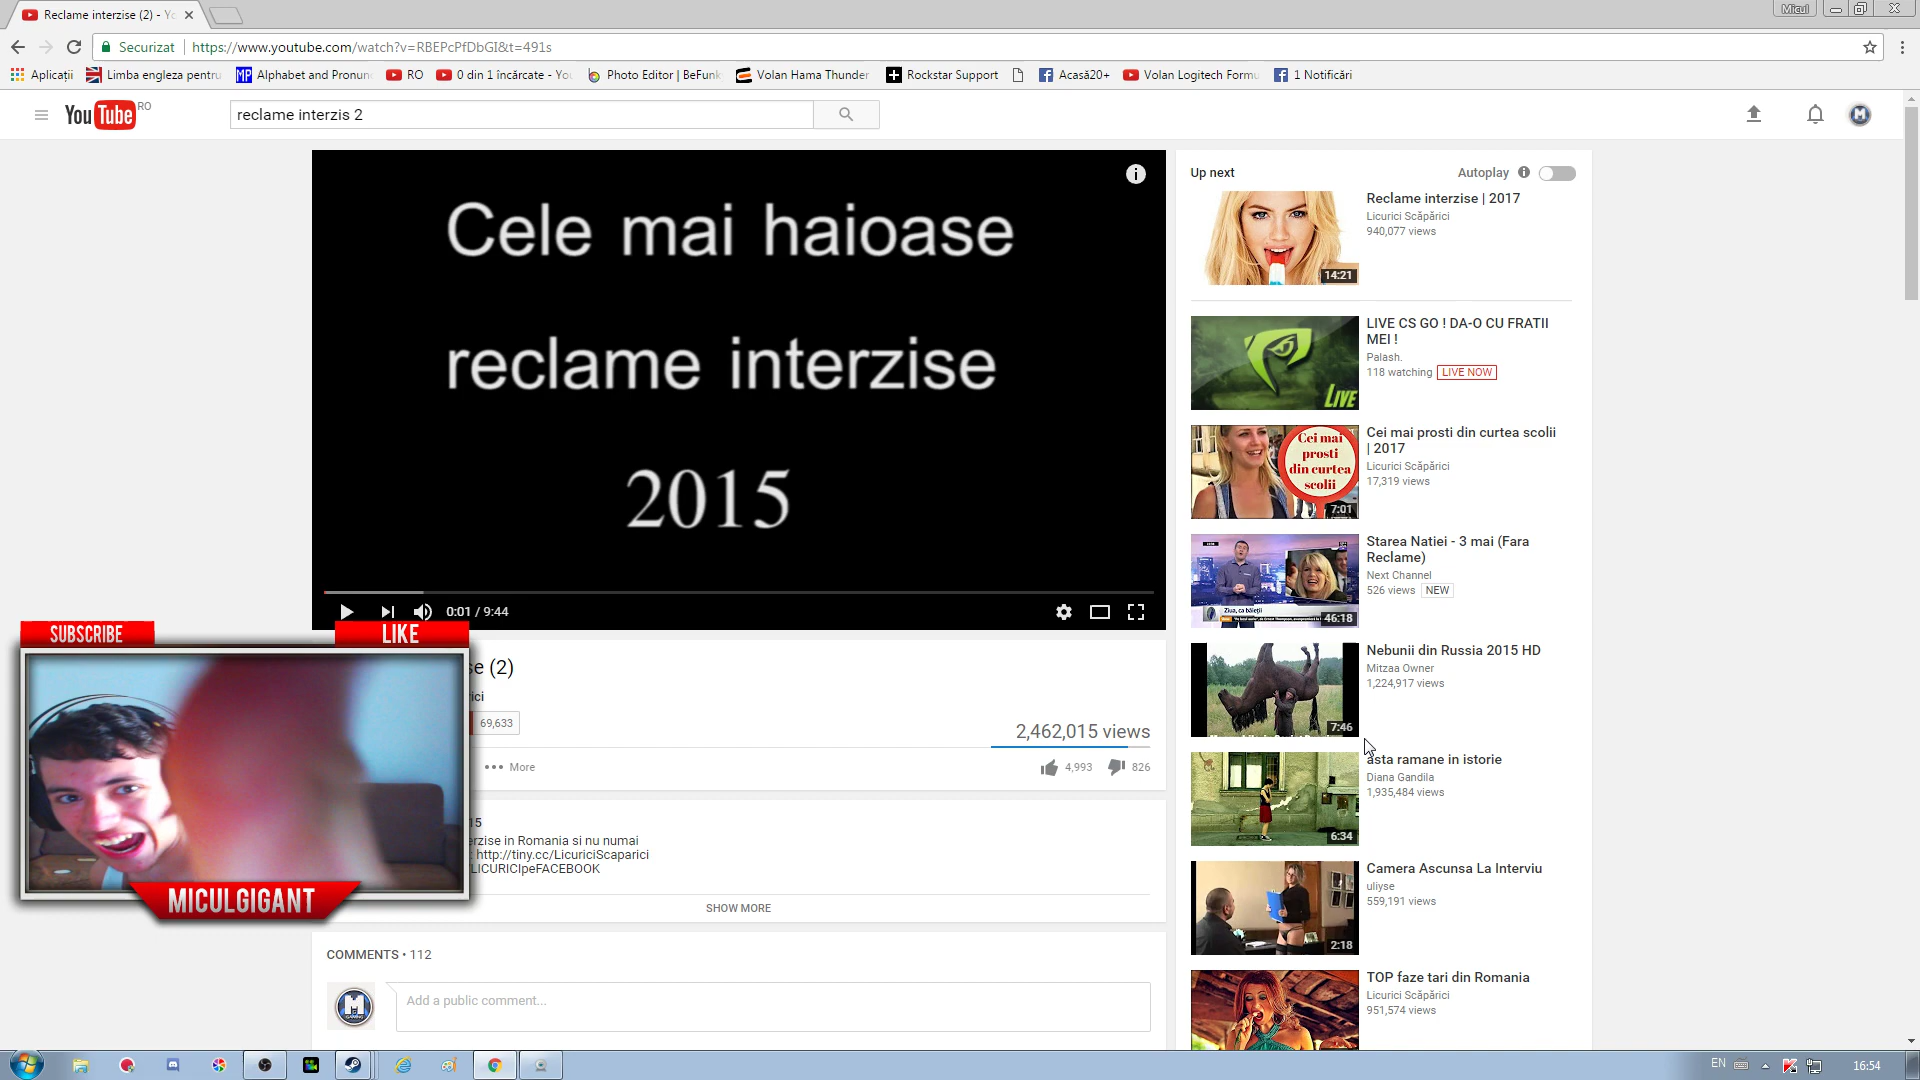 Reclame interzise (2) - Yo
Micul
Securizat
https://www.youtube.com/watch?v=RBEPcPfDbGI&t=491s
Aplicații
Limba engleza pentru
MP
Alphabet and Pronun
RO
0 din 1 încărcate - You
Photo Editor | BeFunk
Volan Hama Thunder
Rockstar Support
Acasă20+
Volan Logitech Formu
1 Notificări
YouTube RO
reclame interzis 2
Cele mai haioase
reclame interzise
2015
0:01 / 9:44
se (2)
ici
69,633
2,462,015 views
More
4,993
826
15
erzise in Romania si nu numai
: http://tiny.cc/LicuriciScaparici
LICURICIpeFACEBOOK
SHOW MORE
COMMENTS • 112
Add a public comment...
SUBSCRIBE
LIKE
MICULGIGANT
Up next
Autoplay
14:21
Reclame interzise | 2017
Licurici Scăpărici
940,077 views
LIVE
LIVE CS GO ! DA-O CU FRATII
MEI !
Palash.
118 watching
LIVE NOW
Cei mai
prosti
din curtea
scolii
7:01
Cei mai prosti din curtea scolii
| 2017
Licurici Scăpărici
17,319 views
Ziua, ca băieții
46:18
Starea Natiei - 3 mai (Fara
Reclame)
Next Channel
526 views
NEW
7:46
Nebunii din Russia 2015 HD
Mitzaa Owner
1,224,917 views
6:34
asta ramane in istorie
Diana Gandila
1,935,484 views
2:18
Camera Ascunsa La Interviu
uliyse
559,191 views
TOP faze tari din Romania
Licurici Scăpărici
951,574 views
EN
16:54